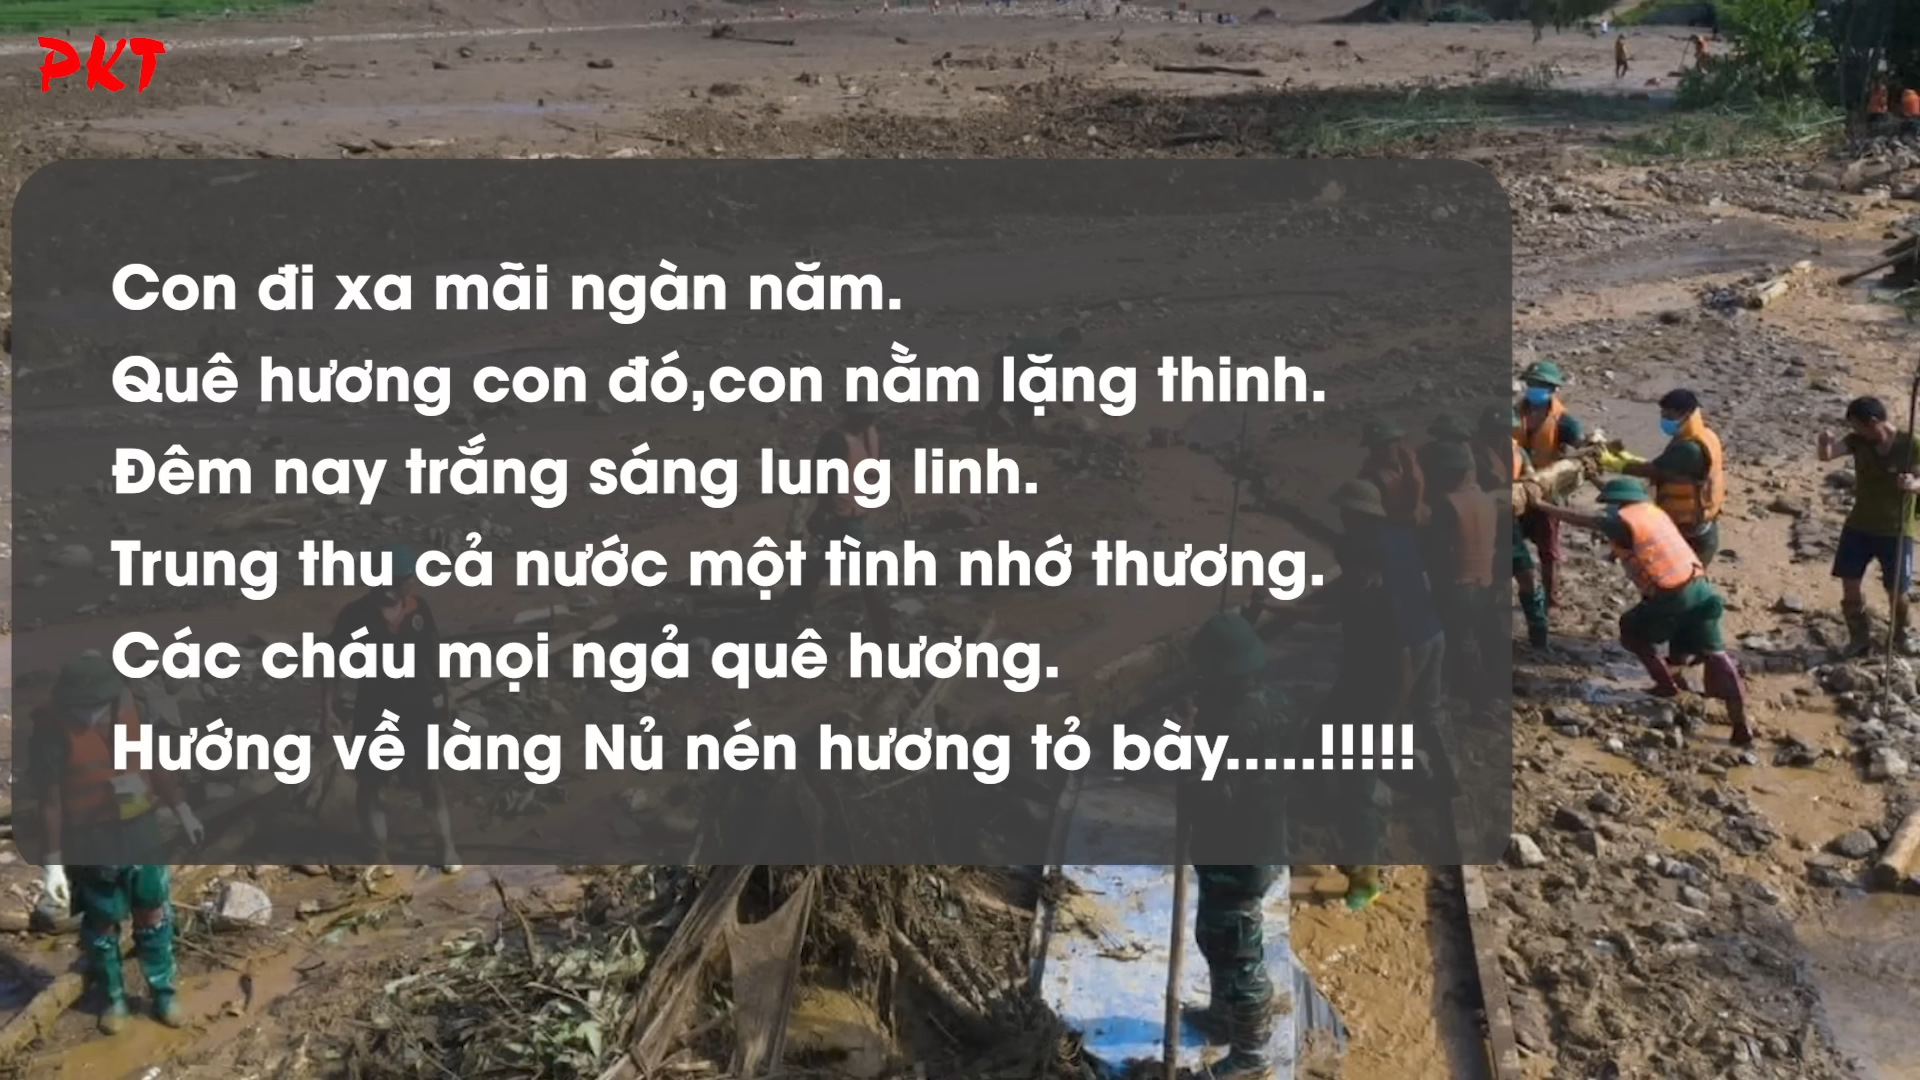 PKT
Con đi xa mãi ngàn năm.
Quê hương con đó,con nằm lặng thinh.
Đêm nay trắng sáng lung linh.
Trung thu cả nước một tình nhớ thương.
Các cháu mọi ngả quê hương.
Hướng về làng Nủ nén hương tỏ bày.....!!!!!